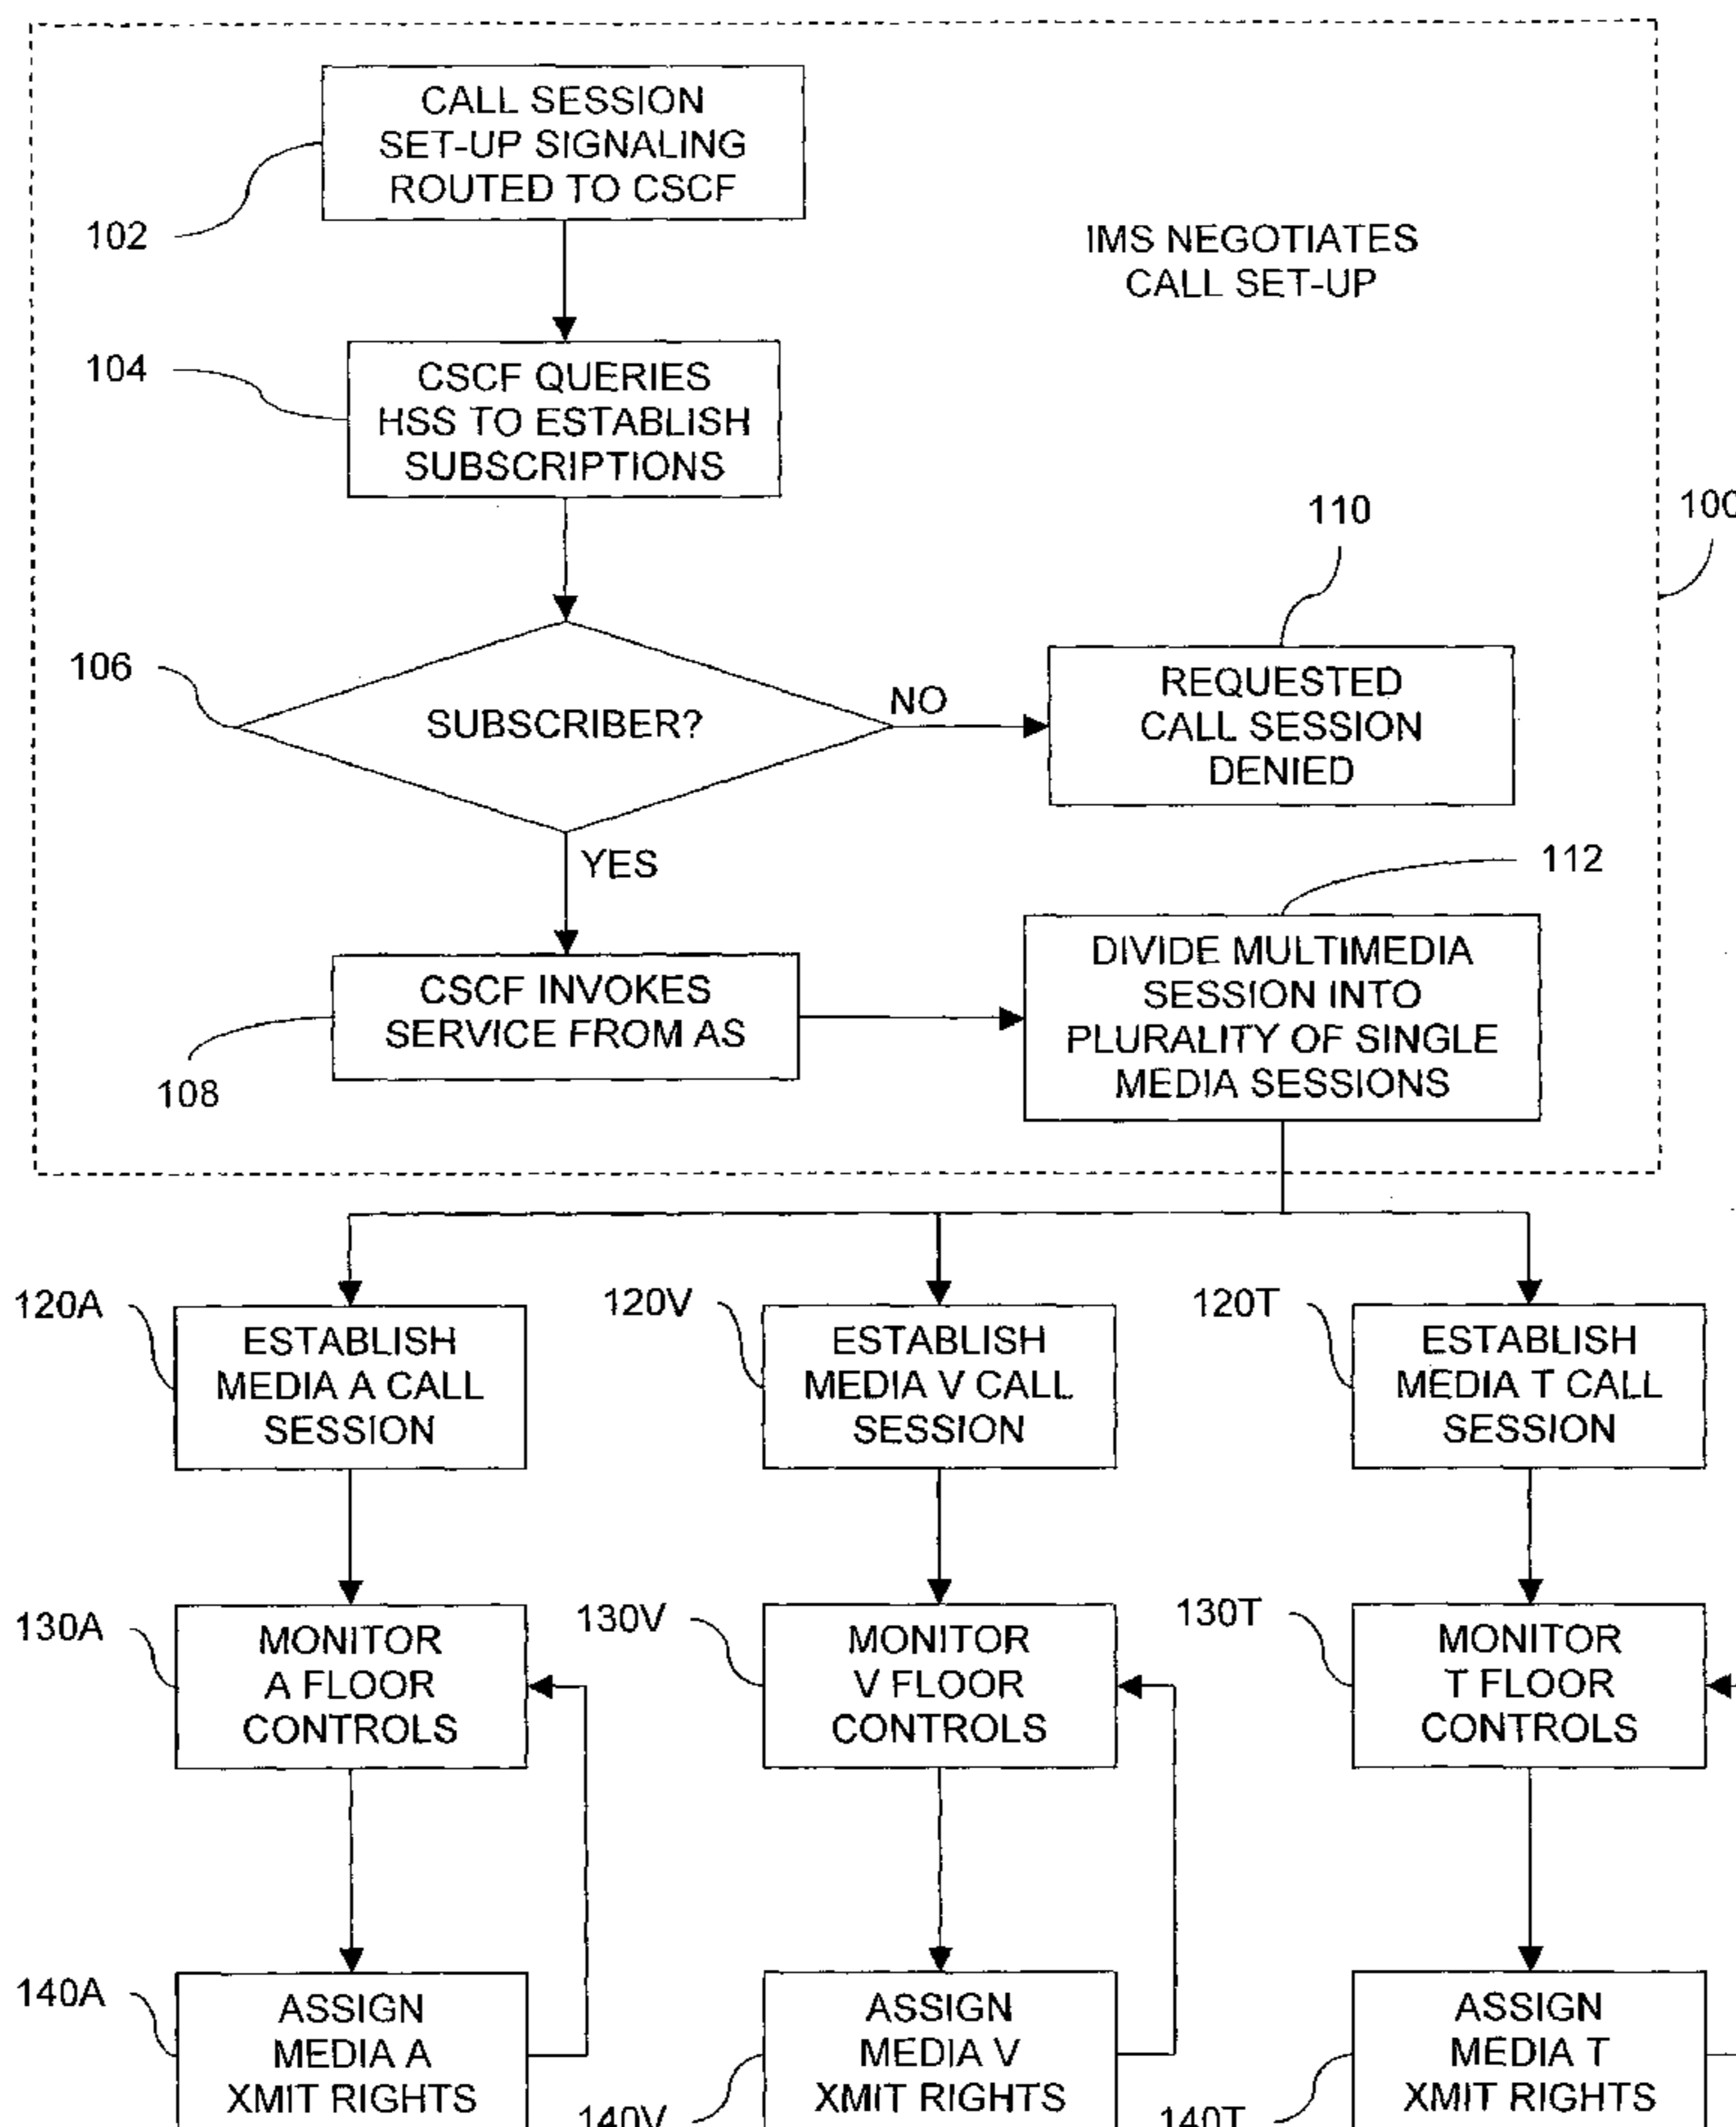 CALL SESSION
SET-UP SIGNALING
ROUTED TO CSCF
102
IMS NEGOTIATES
CALL SET-UP
104
CSCF QUERIES
HSS TO ESTABLISH
SUBSCRIPTIONS
110
100
106
SUBSCRIBER?
NO
REQUESTED
CALL SESSION
DENIED
YES
112
CSCF INVOKES
SERVICE FROM AS
108
DIVIDE MULTIMEDIA
SESSION INTO
PLURALITY OF SINGLE
MEDIA SESSIONS
120A
ESTABLISH
MEDIA A CALL
SESSION
120V
ESTABLISH
MEDIA V CALL
SESSION
120T
ESTABLISH
MEDIA T CALL
SESSION
130A
MONITOR
A FLOOR
CONTROLS
130V
MONITOR
V FLOOR
CONTROLS
130T
MONITOR
T FLOOR
CONTROLS
140A
ASSIGN
MEDIA A
XMIT RIGHTS
140V
ASSIGN
MEDIA V
XMIT RIGHTS
140T
ASSIGN
MEDIA T
XMIT RIGHTS